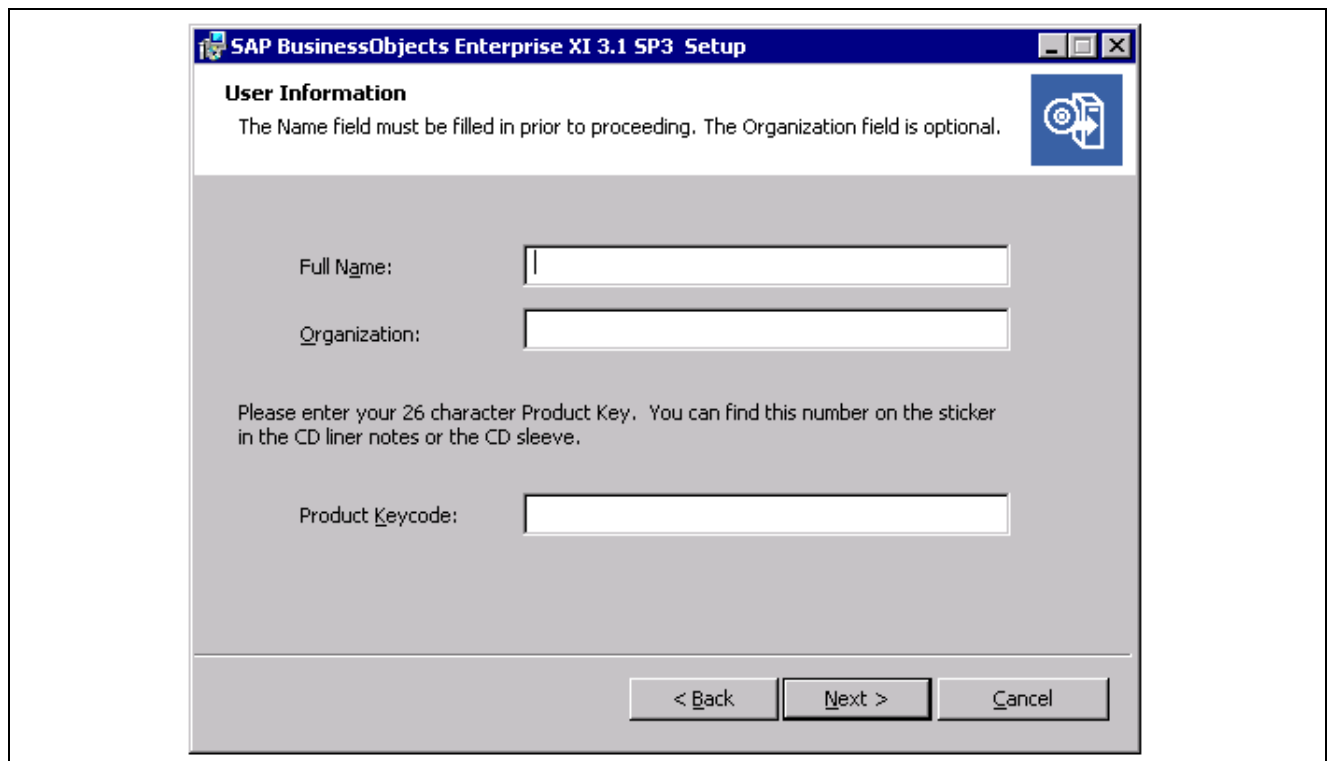 SAP BusinessObjects Enterprise XI 3.1 SP3 Setup
User Information
The Name field must be filled in prior to proceeding. The Organization field is optional.
Full Name:
Organization:
Please enter your 26 character Product Key. You can find this number on the sticker
in the CD liner notes or the CD sleeve.
Product Keycode:
< Back Next > Cancel